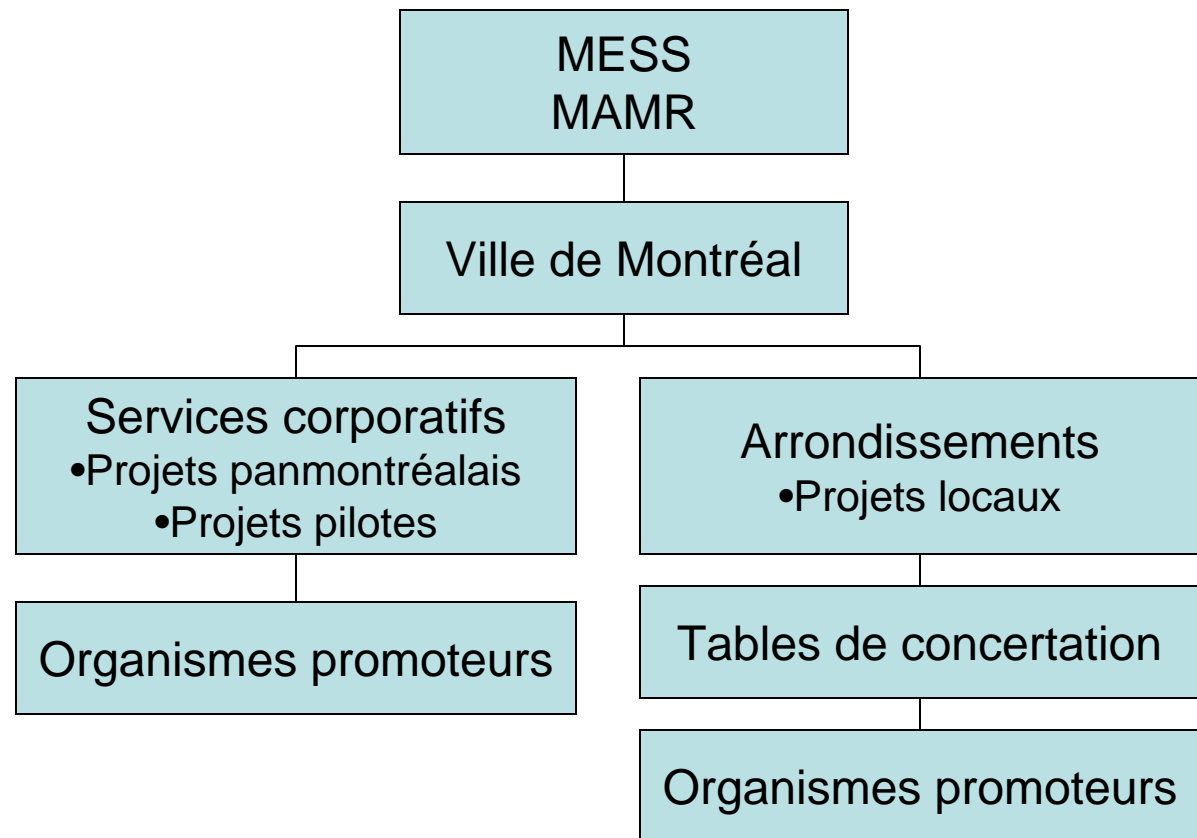 MESS
MAMR
Ville de Montréal
Services corporatifs
•Projets panmontréalais
•Projets pilotes
Organismes promoteurs
Arrondissements
•Projets locaux
Tables de concertation
Organismes promoteurs